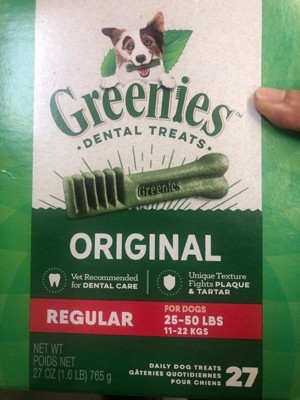 Greenies™
• DENTAL TREATS •
Greenies
ORIGINAL
Vet Recommended
for DENTAL CARE
Unique Texture
Fights PLAQUE
& TARTAR
REGULAR
FOR DOGS
25-50 LBS
11-22 KGS
NET WT
POIDS NET
27 OZ (1.6 LB) 765 g
DAILY DOG TREATS
GÂTERIES QUOTIDIENNES
POUR CHIENS
27